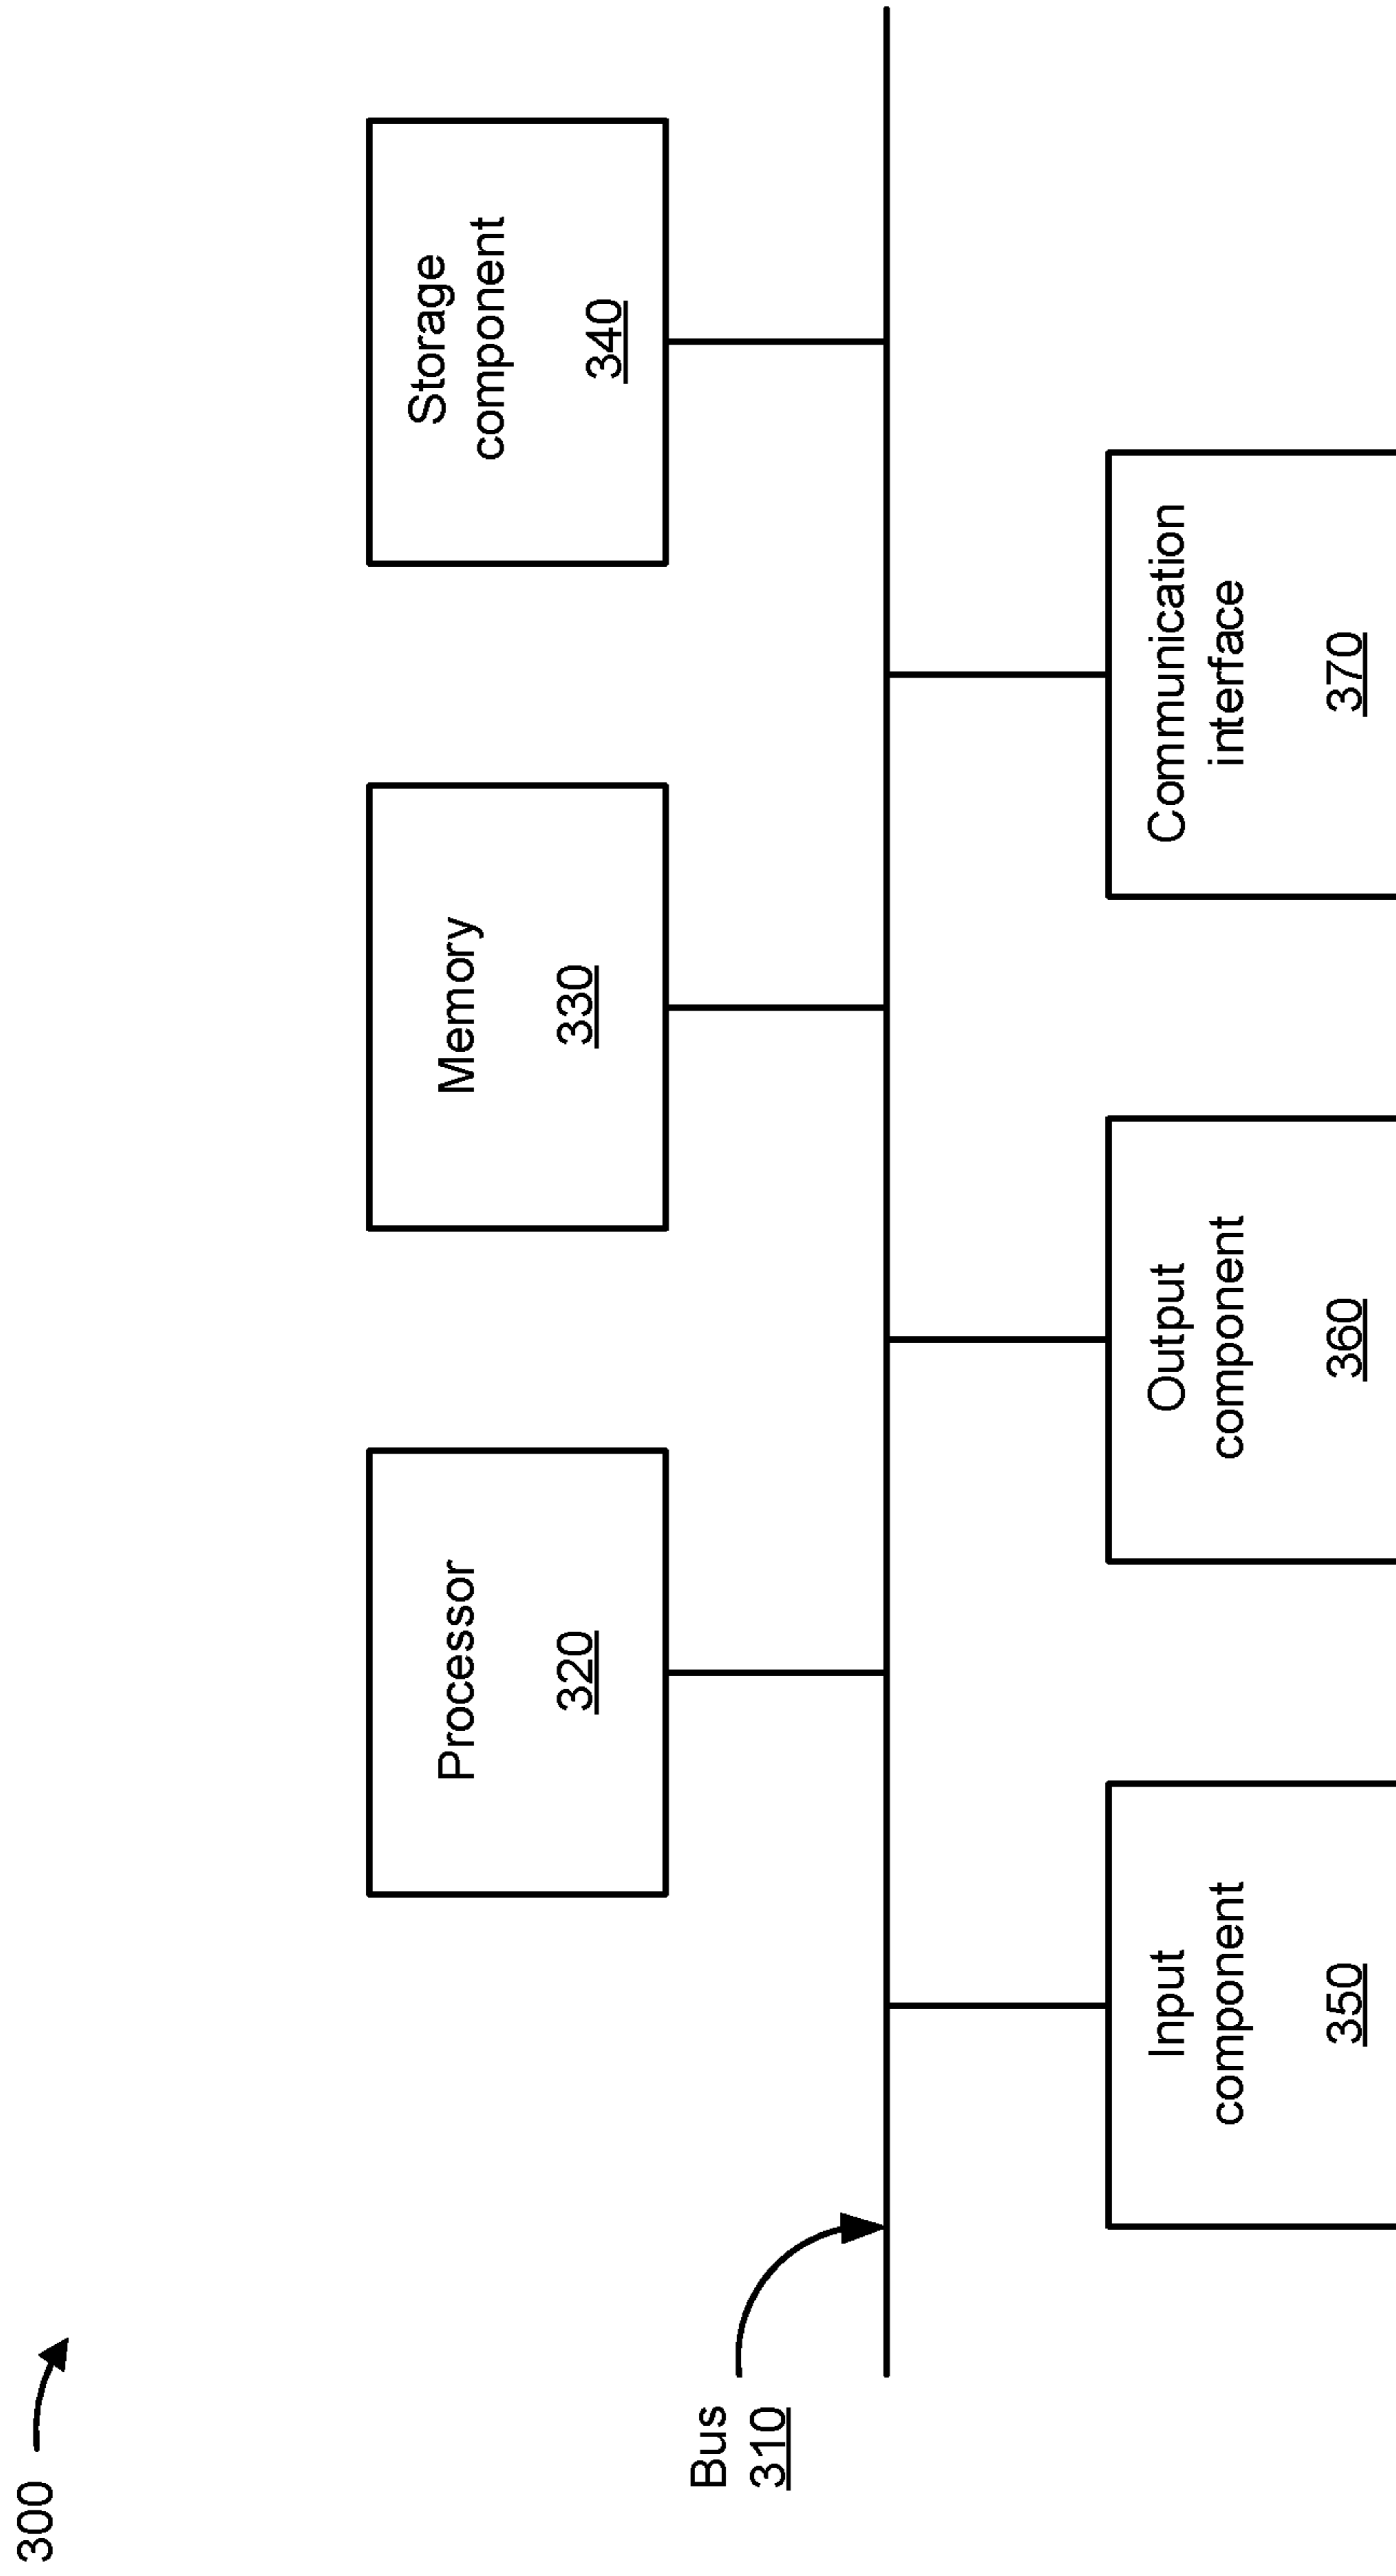 300
Processor
320
Memory
330
Storage
component
340
Bus
310
Input
component
350
Output
component
360
Communication
interface
370